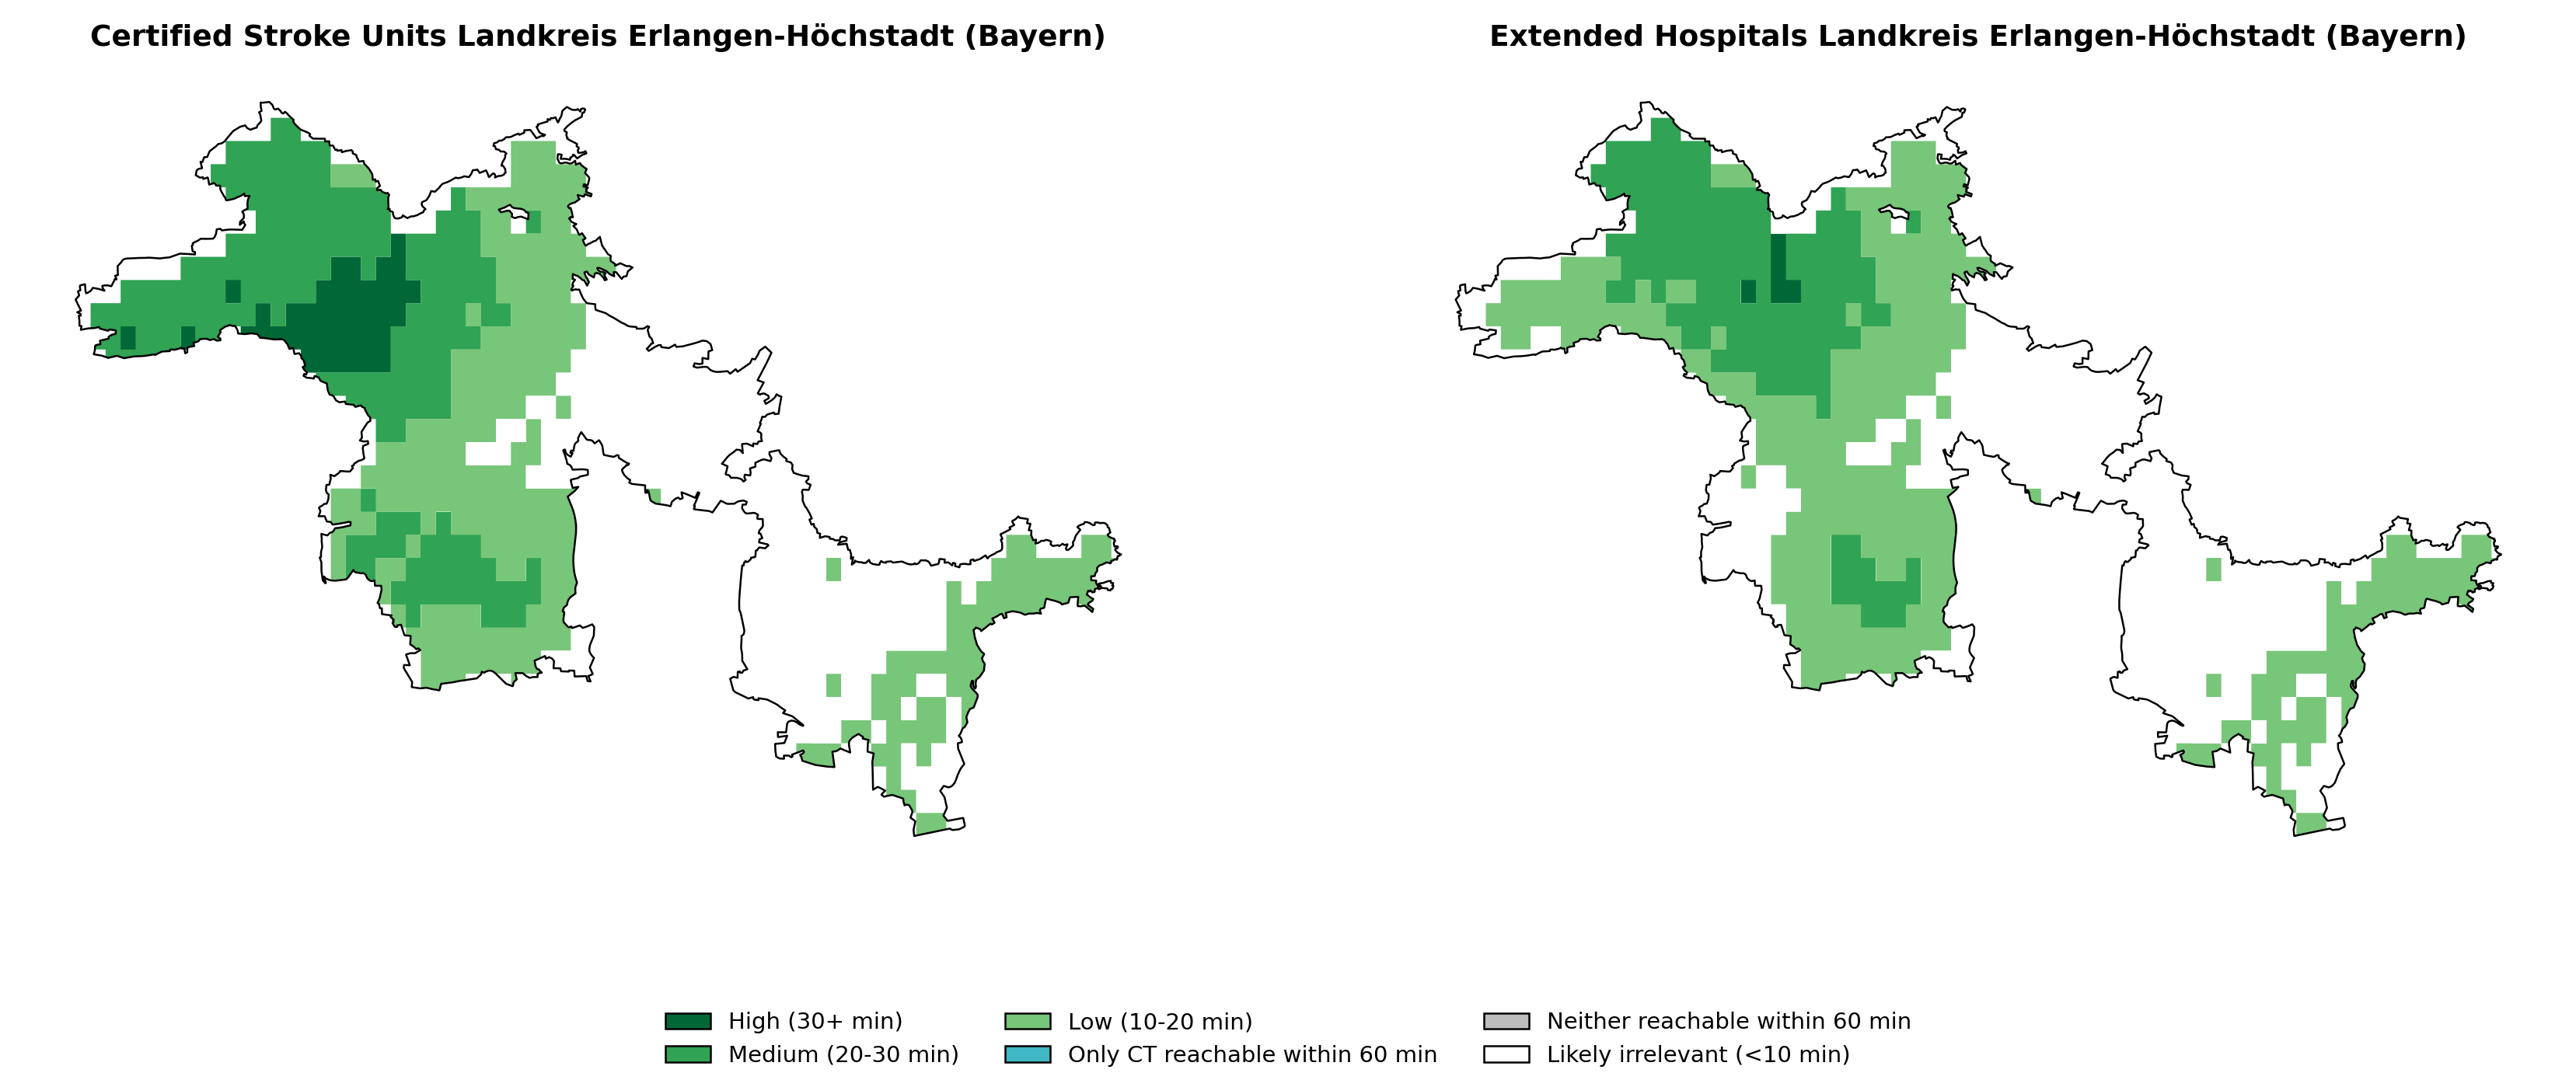 Certified Stroke Units Landkreis Erlangen-Höchstadt (Bayern)
Extended Hospitals Landkreis Erlangen-Höchstadt (Bayern)
High (30+ min)
Medium (20-30 min)
Low (10-20 min)
Only CT reachable within 60 min
Neither reachable within 60 min
Likely irrelevant (<10 min)